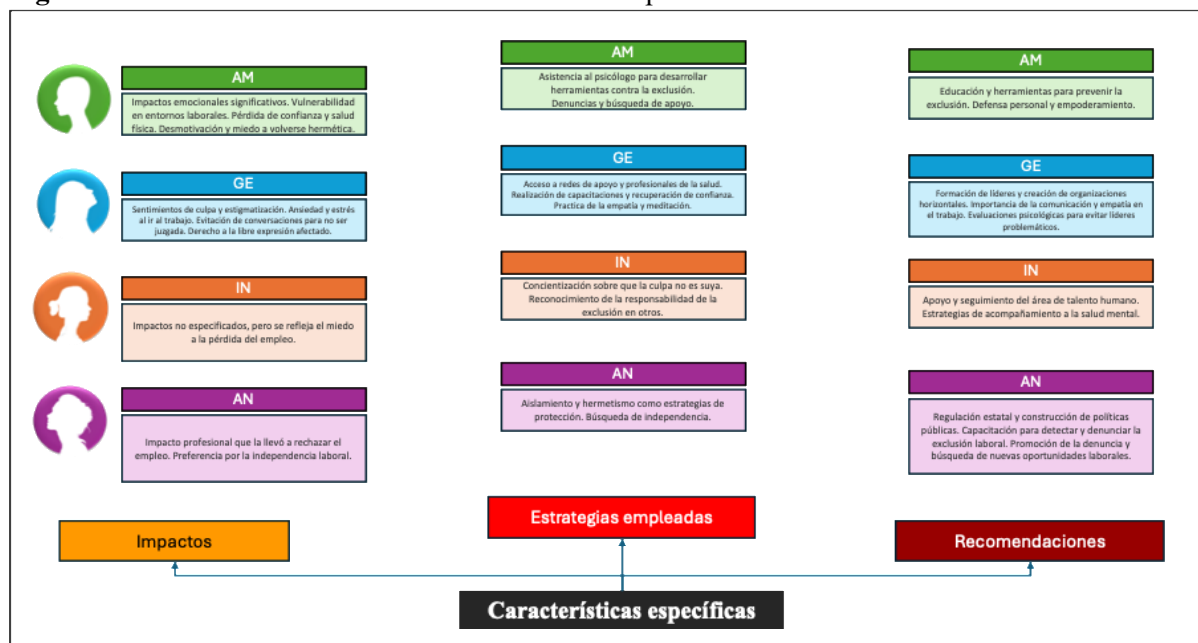 AM
Impactos emocionales significativos. Vulnerabilidad
en entornos laborales. Pérdida de confianza y salud
física. Desmotivación y miedo a volverse hermética.
GE
Sentimientos de culpa y estigmatización. Ansiedad y estrés
al ir al trabajo. Evitación de conversaciones para no ser
juzgada. Derecho a la libre expresión afectado.
IN
Impactos no especificados, pero se refleja el miedo
a la pérdida del empleo.
AN
Impacto profesional que la llevó a rechazar el
empleo. Preferencia por la independencia laboral.
Impactos
AM
Asistencia al psicólogo para desarrollar
herramientas contra la exclusión.
Denuncias y búsqueda de apoyo.
GE
Acceso a redes de apoyo y profesionales de la salud.
Realización de capacitaciones y recuperación de confianza.
Practica de la empatía y meditación.
IN
Concientización sobre que la culpa no es suya.
Reconocimiento de la responsabilidad de la
exclusión en otros.
AN
Aislamiento y hermetismo como estrategias de
protección. Búsqueda de independencia.
Estrategias empleadas
AM
Educación y herramientas para prevenir la
exclusión. Defensa personal y empoderamiento.
GE
Formación de líderes y creación de organizaciones
horizontales. Importancia de la comunicación y empatía en
el trabajo. Evaluaciones psicológicas para evitar líderes
problemáticos.
IN
Apoyo y seguimiento del área de talento humano.
Estrategias de acompañamiento a la salud mental.
AN
Regulación estatal y construcción de políticas
públicas. Capacitación para detectar y denunciar la
exclusión laboral. Promoción de la denuncia y
búsqueda de nuevas oportunidades laborales.
Recomendaciones
Características específicas